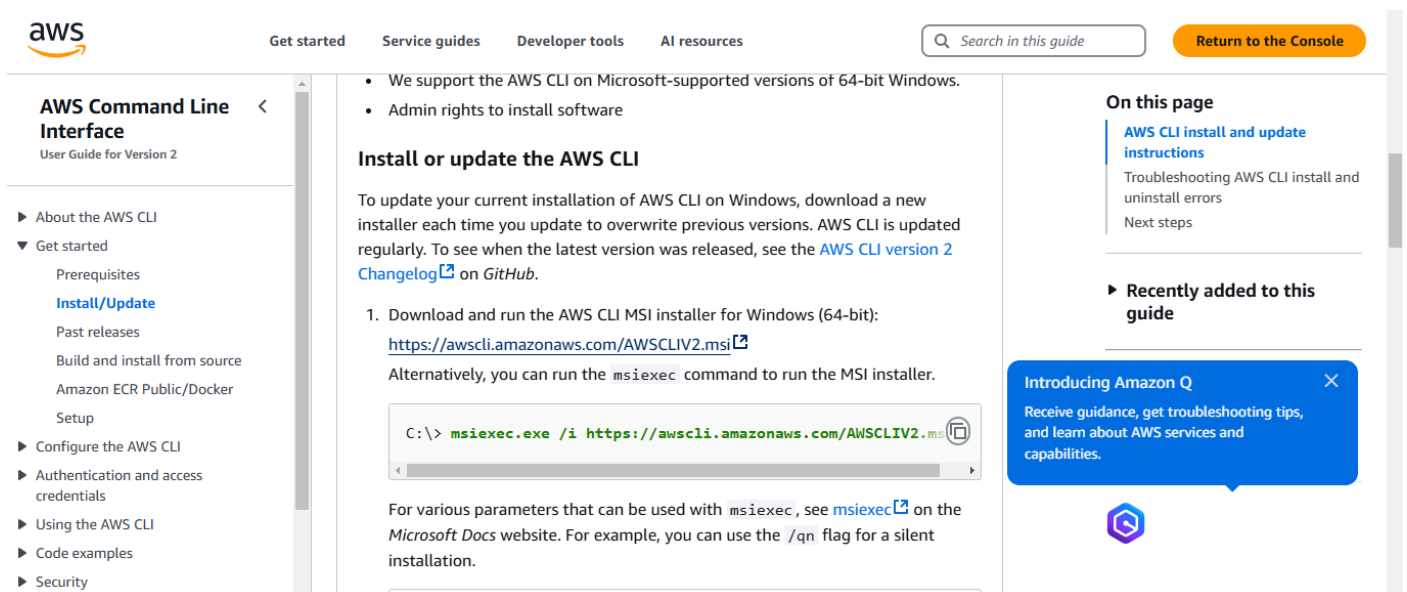 aws
Get started
Service guides
Developer tools
AI resources
Search in this guide
Return to the Console
AWS Command Line
Interface
User Guide for Version 2
About the AWS CLI
Get started
Prerequisites
Install/Update
Past releases
Build and install from source
Amazon ECR Public/Docker
Setup
Configure the AWS CLI
Authentication and access
credentials
Using the AWS CLI
Code examples
Security
• We support the AWS CLI on Microsoft-supported versions of 64-bit Windows.
• Admin rights to install software
Install or update the AWS CLI
To update your current installation of AWS CLI on Windows, download a new
installer each time you update to overwrite previous versions. AWS CLI is updated
regularly. To see when the latest version was released, see the AWS CLI version 2
Changelog on GitHub.
1. Download and run the AWS CLI MSI installer for Windows (64-bit):
https://awscli.amazonaws.com/AWSCLIV2.msi
Alternatively, you can run the msiexec command to run the MSI installer.
C:\> msiexec.exe /i https://awscli.amazonaws.com/AWSCLIV2.ms
For various parameters that can be used with msiexec, see msiexec on the
Microsoft Docs website. For example, you can use the /qn flag for a silent
installation.
On this page
AWS CLI install and update
instructions
Troubleshooting AWS CLI install and
uninstall errors
Next steps
Recently added to this
guide
Introducing Amazon Q
Receive guidance, get troubleshooting tips,
and learn about AWS services and
capabilities.